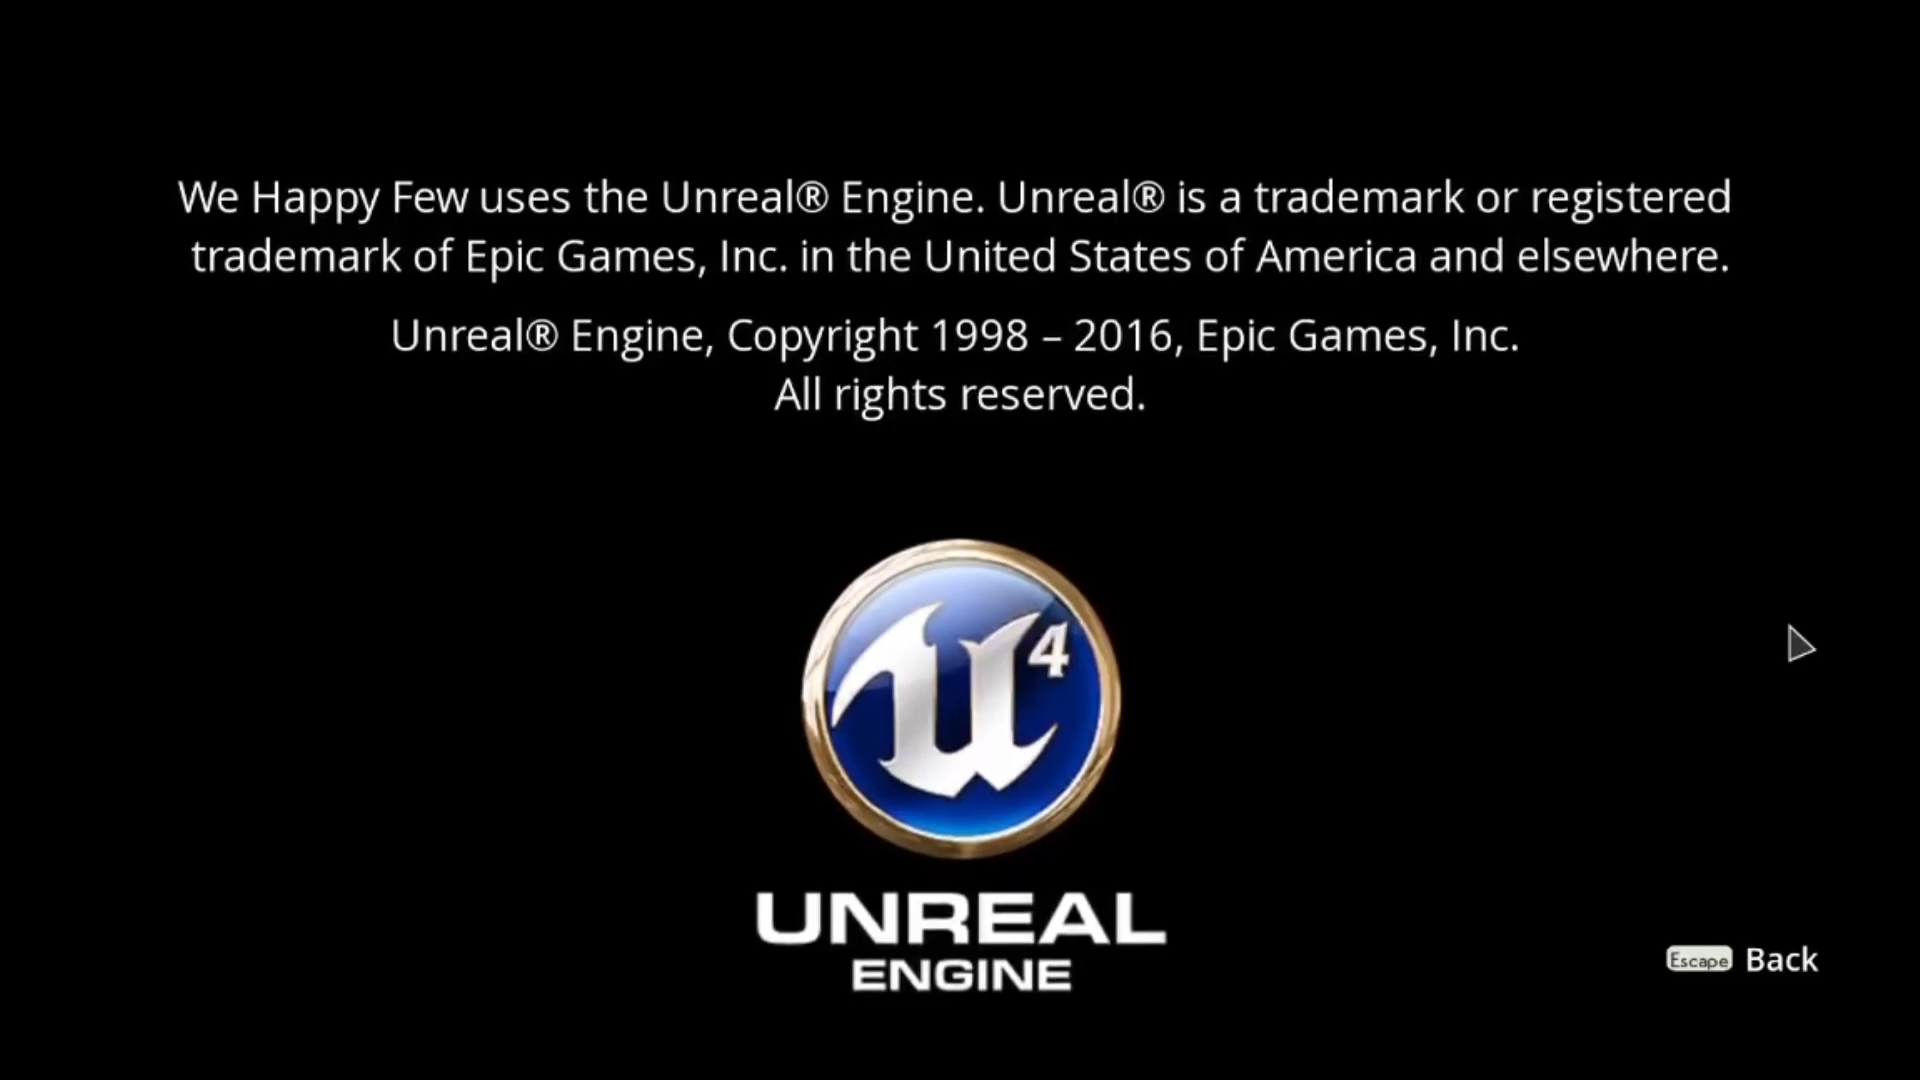 We Happy Few uses the Unreal® Engine. Unreal® is a trademark or registered
trademark of Epic Games, Inc. in the United States of America and elsewhere.
Unreal® Engine, Copyright 1998 – 2016, Epic Games, Inc.
All rights reserved.
U4
UNREAL
ENGINE
Escape Back